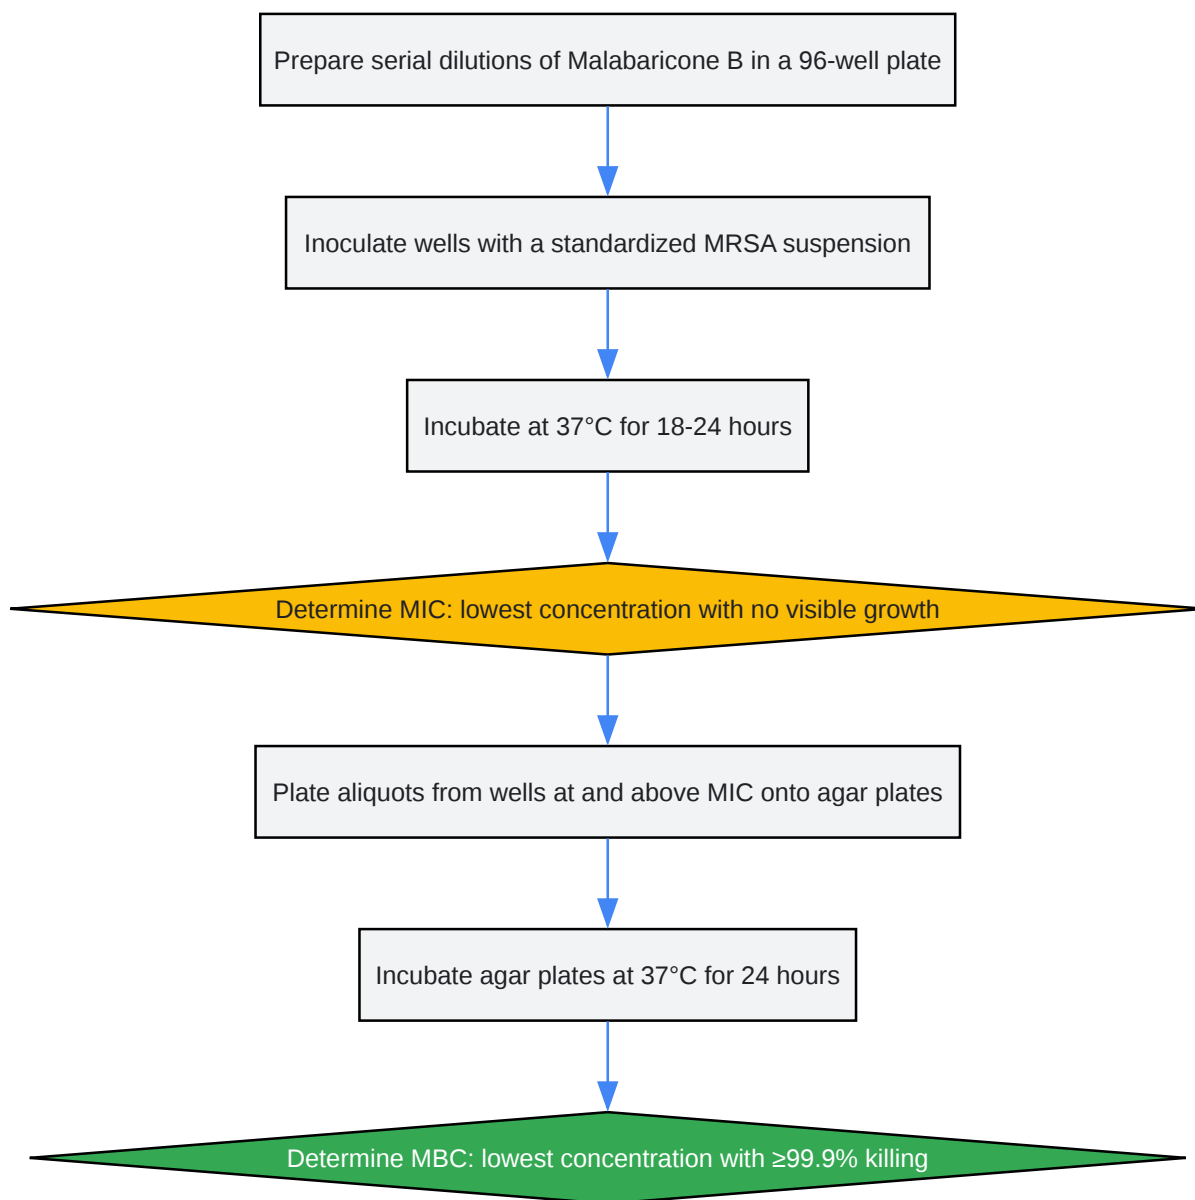 Prepare serial dilutions of Malabaricone B in a 96-well plate
Inoculate wells with a standardized MRSA suspension
Incubate at 37°C for 18-24 hours
Determine MIC: lowest concentration with no visible growth
Plate aliquots from wells at and above MIC onto agar plates
Incubate agar plates at 37°C for 24 hours
Determine MBC: lowest concentration with ≥99.9% killing